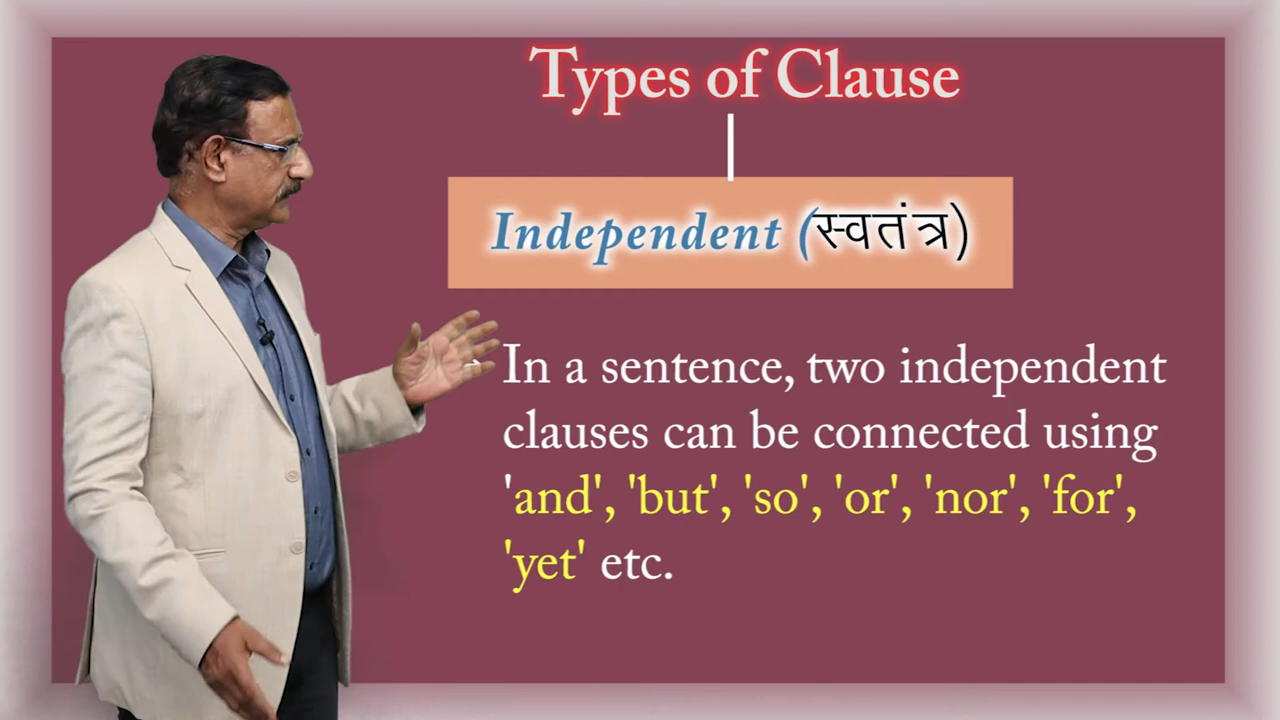 Types of Clause
Independent (स्वतंत्र)
In a sentence, two independent
clauses can be connected using
'and', 'but', 'so', 'or', 'nor', 'for',
'yet' etc.